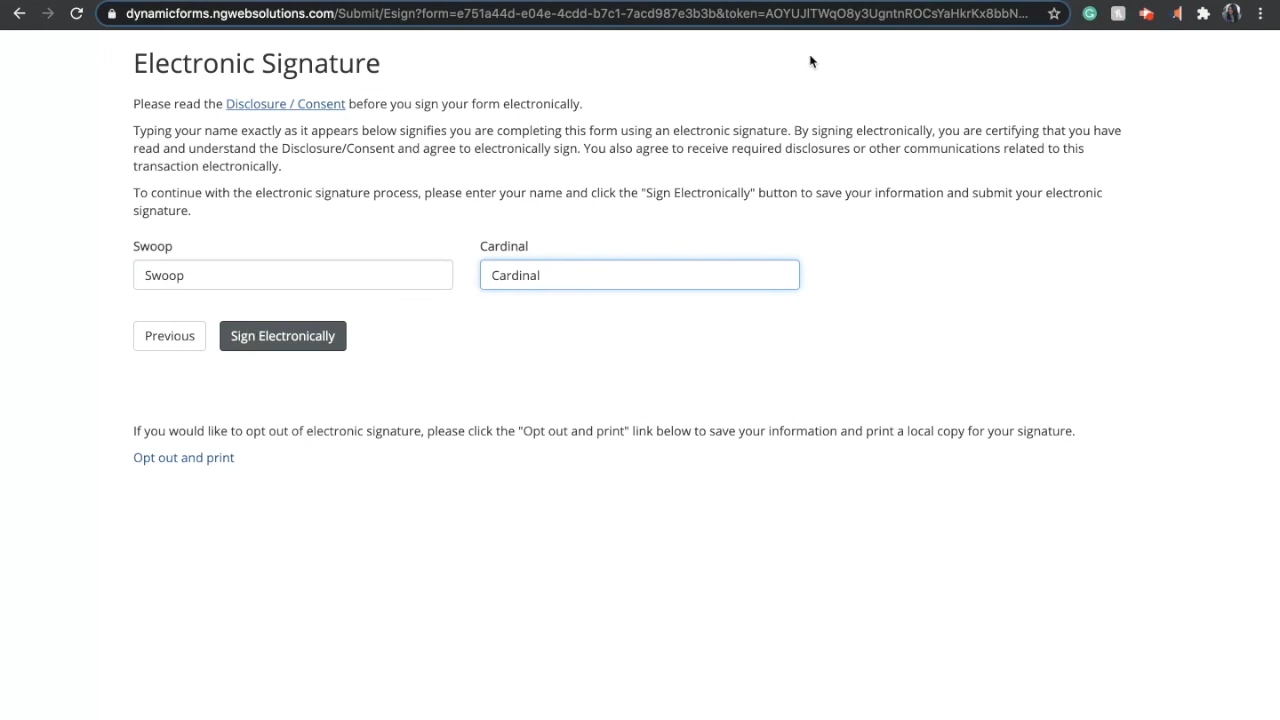 dynamicforms.ngwebsolutions.com/Submit/Esign?form=e751a44d-e04e-4cdd-b7c1-7acd987e3b3b&token=AOYUJITWqO8y3UgntnROCsYaHkrKx8bbN...
Electronic Signature
Please read the Disclosure / Consent before you sign your form electronically.
Typing your name exactly as it appears below signifies you are completing this form using an electronic signature. By signing electronically, you are certifying that you have
read and understand the Disclosure/Consent and agree to electronically sign. You also agree to receive required disclosures or other communications related to this
transaction electronically.
To continue with the electronic signature process, please enter your name and click the "Sign Electronically" button to save your information and submit your electronic
signature.
Swoop Cardinal
Swoop Cardinal
Previous Sign Electronically
If you would like to opt out of electronic signature, please click the "Opt out and print" link below to save your information and print a local copy for your signature.
Opt out and print